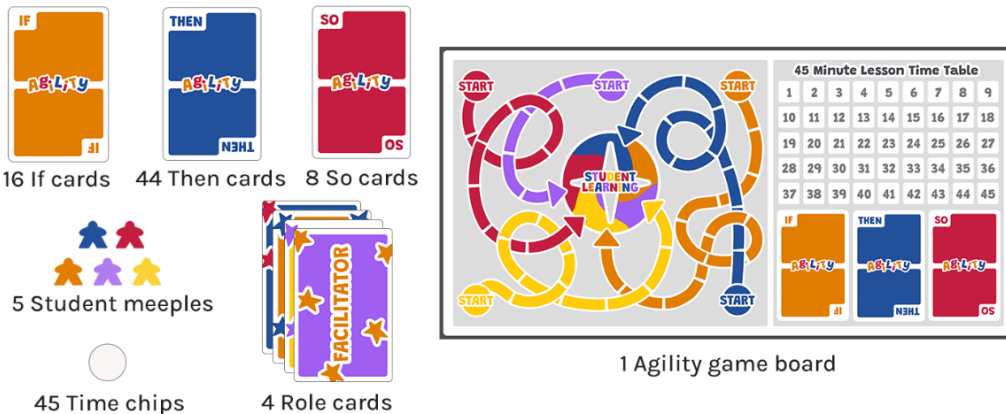 IF
AgiLiTy
IF
16 If cards
THEN
AgiLiTy
THEN
44 Then cards
SO
AgiLiTy
SO
8 So cards
5 Student meeples
45 Time chips
FACILITATOR
4 Role cards
START
START
START
STUDENT
LEARNING
START
START
45 Minute Lesson Time Table
1 2 3 4 5 6 7 8 9
10 11 12 13 14 15 16 17 18
19 20 21 22 23 24 25 26 27
28 29 30 31 32 33 34 35 36
37 38 39 40 41 42 43 44 45
IF
AgiLiTy
IF
THEN
AgiLiTy
THEN
SO
AgiLiTy
SO
1 Agility game board